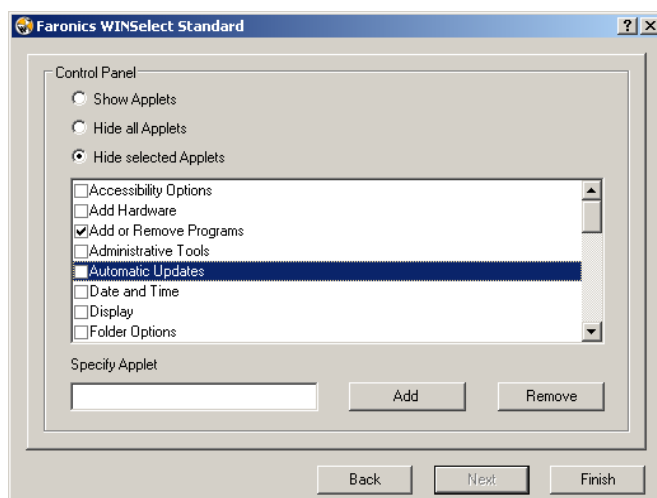 Faronics WINSelect Standard
Control Panel
Show Applets
Hide all Applets
Hide selected Applets
Accessibility Options
Add Hardware
Add or Remove Programs
Administrative Tools
Automatic Updates
Date and Time
Display
Folder Options
Specify Applet
Add Remove
Back Next Finish